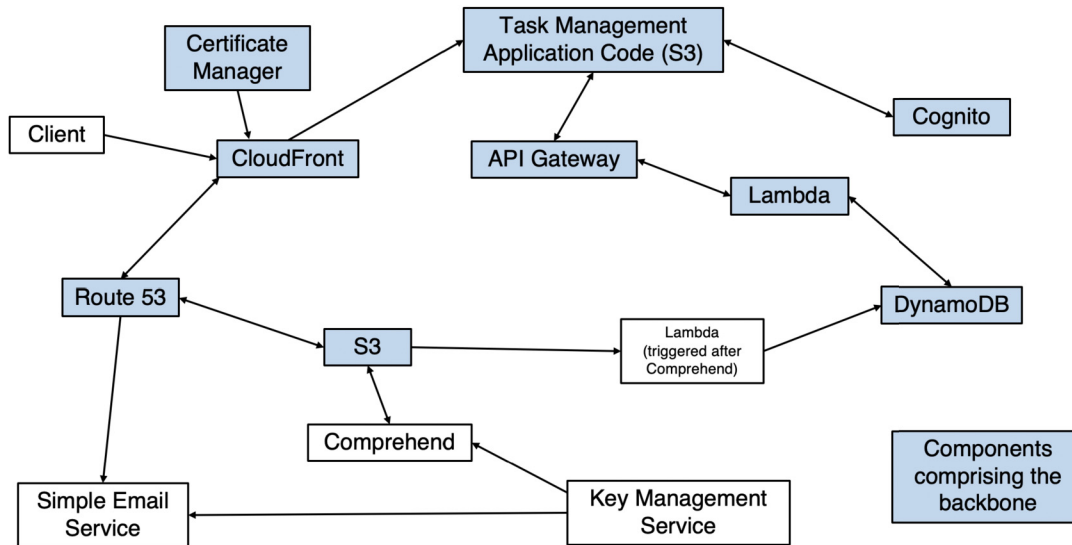 Certificate
Manager
Task Management
Application Code (S3)
Client
CloudFront
API Gateway
Cognito
Lambda
Route 53
S3
Lambda
(triggered after
Comprehend)
DynamoDB
Comprehend
Simple Email
Service
Key Management
Service
Components
comprising the
backbone